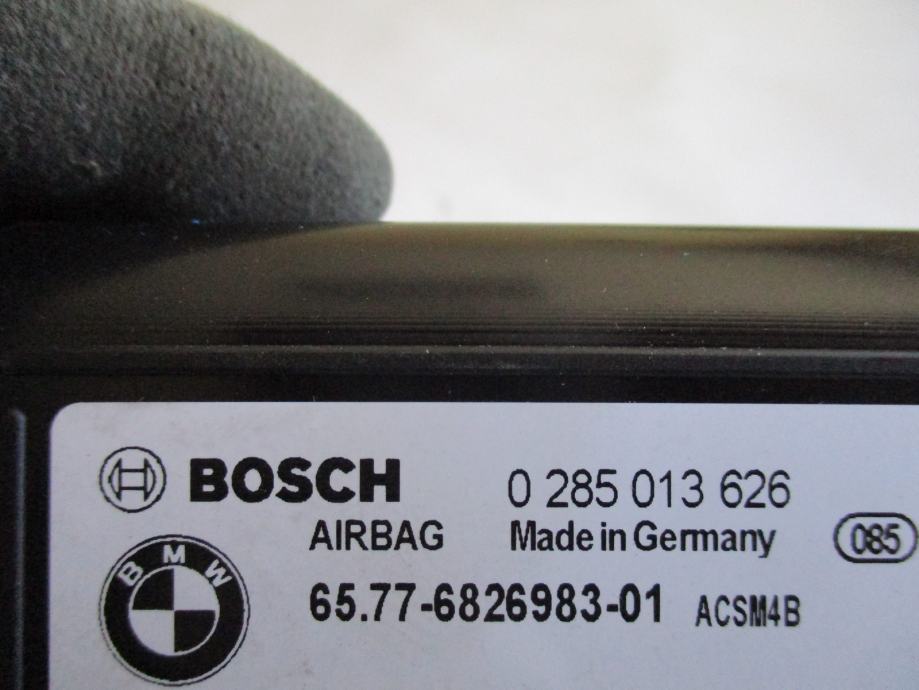 BOSCH 0 285 013 626
AIRBAG Made in Germany 085
BMW
65.77-6826983-01 ACSM4B